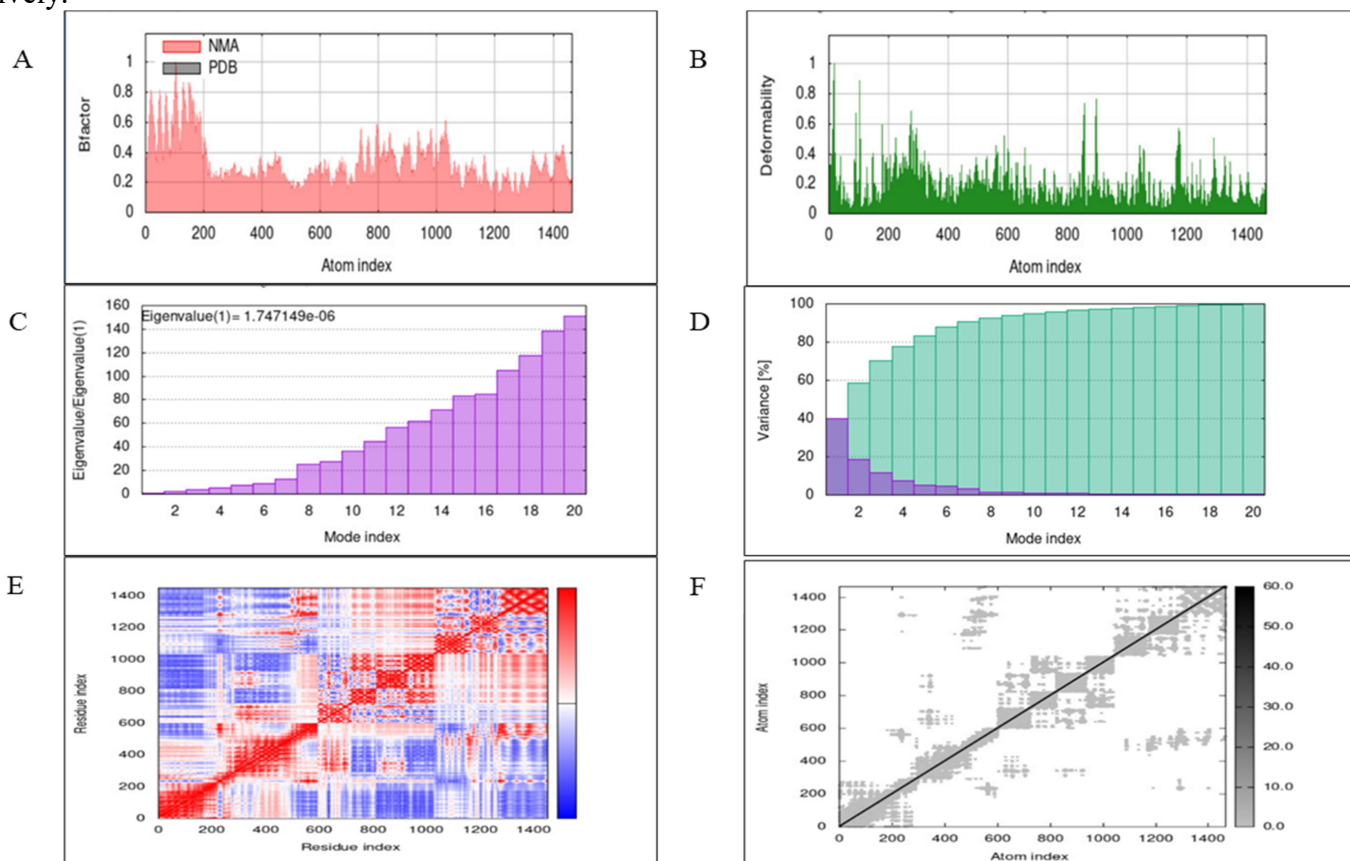 ively.
A
NMA
PDB
Bfactor
1
0.8
0.6
0.4
0.2
0
0 200 400 600 800 1000 1200 1400
Atom index
B
Deformability
1
0.8
0.6
0.4
0.2
0
0 200 400 600 800 1000 1200 1400
Atom index
C
Eigenvalue(1)= 1.747149e-06
Eigenvalue/Eigenvalue(1)
160
140
120
100
80
60
40
20
0
2 4 6 8 10 12 14 16 18 20
Mode index
D
Variance [%]
100
80
60
40
20
0
2 4 6 8 10 12 14 16 18 20
Mode index
E
Residue index
1400
1200
1000
800
600
400
200
0
0 200 400 600 800 1000 1200 1400
Residue index
F
Atom index
1400
1200
1000
800
600
400
200
0
0 200 400 600 800 1000 1200 1400
Atom index
60.0
50.0
40.0
30.0
20.0
10.0
0.0